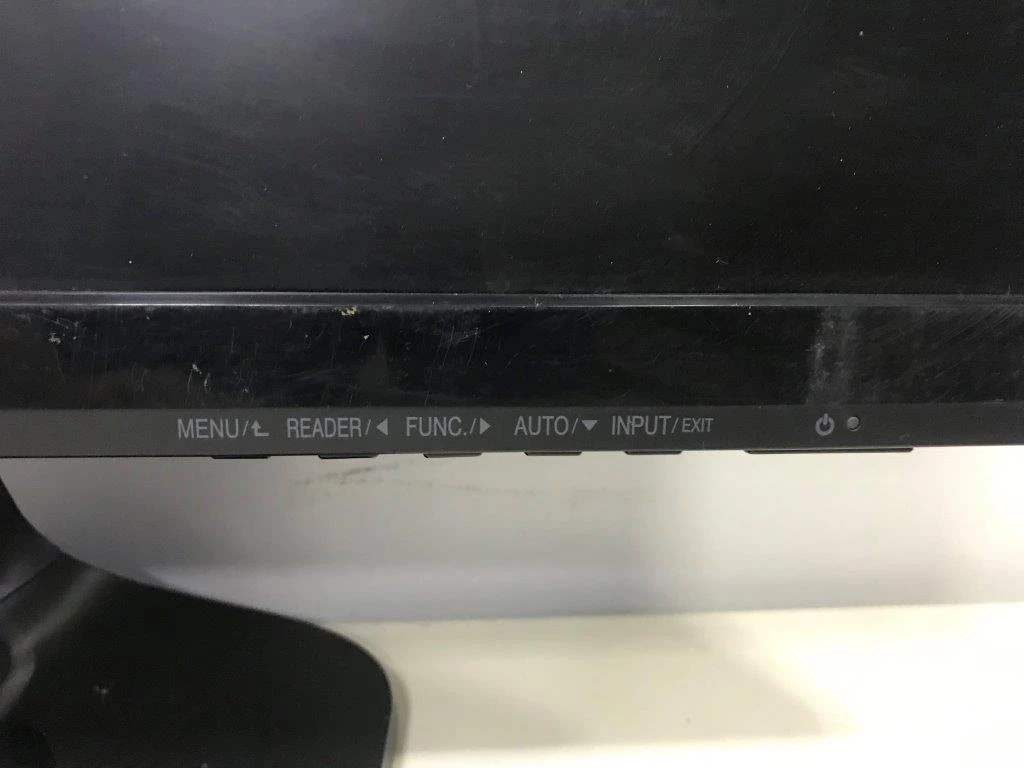 MENU/⮤ READER/◀ FUNC./▶ AUTO/▼ INPUT/EXIT